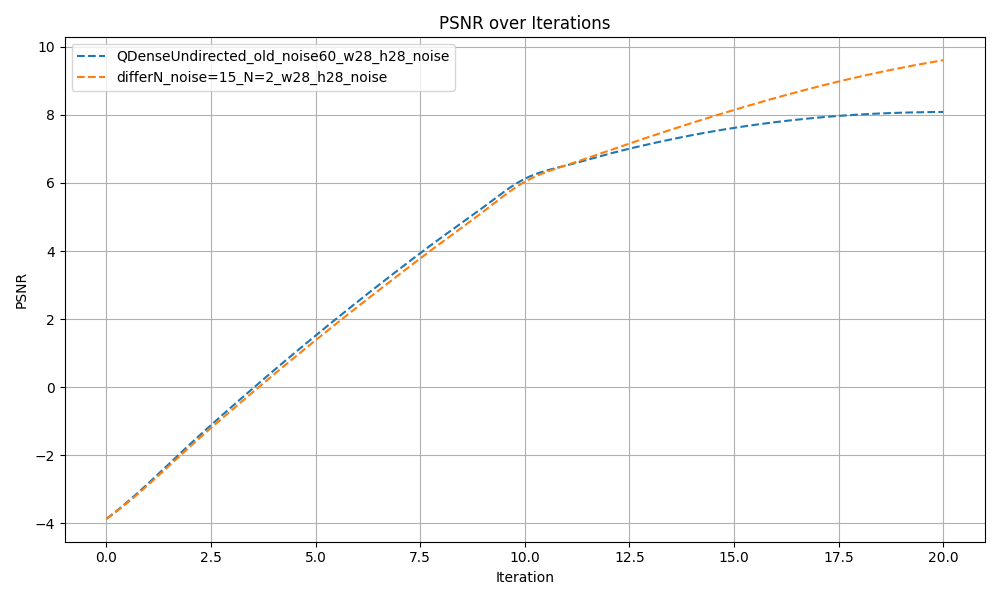 PSNR over Iterations
QDenseUndirected_old_noise60_w28_h28_noise
differN_noise=15_N=2_w28_h28_noise
10
8
6
4
2
0
−2
−4
PSNR
0.0 2.5 5.0 7.5 10.0 12.5 15.0 17.5 20.0
Iteration